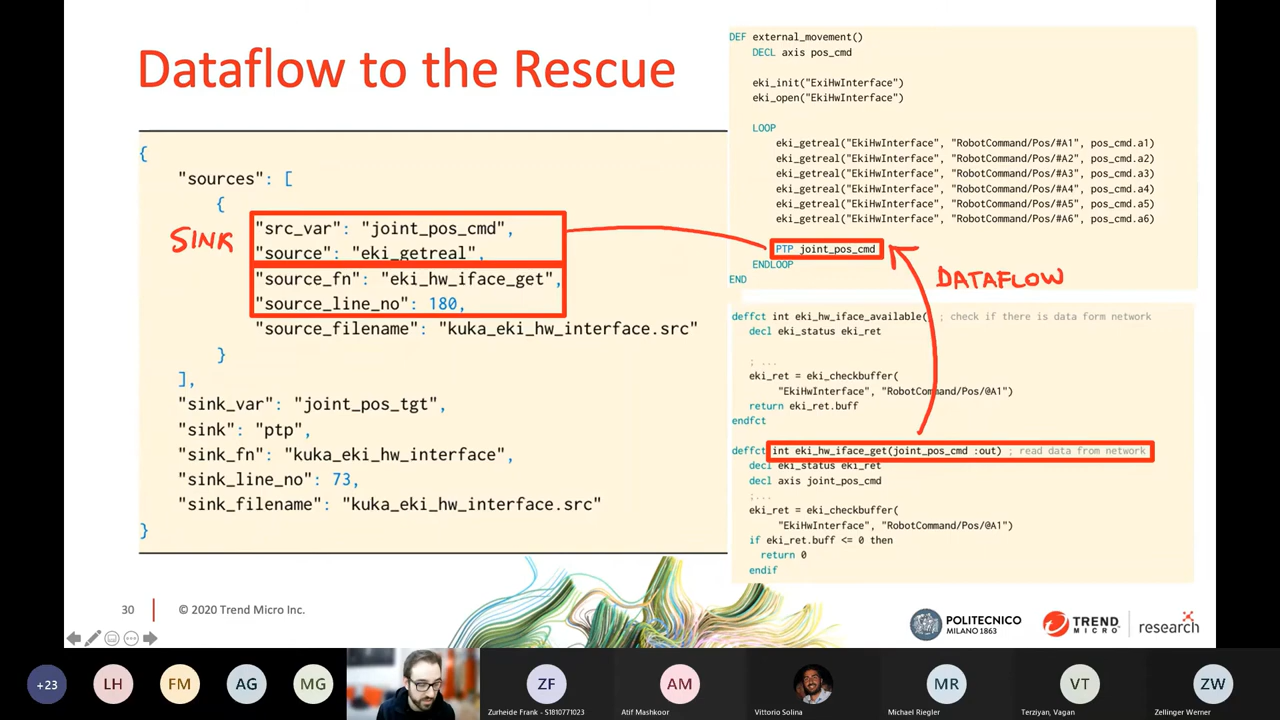 Dataflow to the Rescue
{
"sources": [
{
SINK
"src_var": "joint_pos_cmd",
"source": "eki_getreal",
"source_fn": "eki_hw_iface_get",
"source_line_no": 180,
"source_filename": "kuka_eki_hw_interface.src"
}
],
"sink_var": "joint_pos_tgt",
"sink": "ptp",
"sink_fn": "kuka_eki_hw_interface",
"sink_line_no": 73,
"sink_filename": "kuka_eki_hw_interface.src"
}
DEF external_movement()
DECL axis pos_cmd
eki_init("ExiHwInterface")
eki_open("EkiHwInterface")
LOOP
eki_getreal("EkiHwInterface", "RobotCommand/Pos/#A1", pos_cmd.a1)
eki_getreal("EkiHwInterface", "RobotCommand/Pos/#A2", pos_cmd.a2)
eki_getreal("EkiHwInterface", "RobotCommand/Pos/#A3", pos_cmd.a3)
eki_getreal("EkiHwInterface", "RobotCommand/Pos/#A4", pos_cmd.a4)
eki_getreal("EkiHwInterface", "RobotCommand/Pos/#A5", pos_cmd.a5)
eki_getreal("EkiHwInterface", "RobotCommand/Pos/#A6", pos_cmd.a6)
PTP joint_pos_cmd
ENDLOOP
END
DATAFLOW
deffct int eki_hw_iface_available() ; check if there is data form network
decl eki_status eki_ret
; ...
eki_ret = eki_checkbuffer(
"EkiHwInterface", "RobotCommand/Pos/@A1")
return eki_ret.buff
endfct
deffct int eki_hw_iface_get(joint_pos_cmd :out) ; read data from network
decl eki_status eki_ret
decl axis joint_pos_cmd
;...
eki_ret = eki_checkbuffer(
"EkiHwInterface", "RobotCommand/Pos/@A1")
if eki_ret.buff <= 0 then
return 0
endif
30
© 2020 Trend Micro Inc.
POLITECNICO
MILANO 1863
TREND
MICRO
research
+23
LH
FM
AG
MG
ZF
Zurheide Frank - S1810771023
AM
Atif Mashkoor
Vittorio Solina
MR
Michael Riegler
VT
Terziyan, Vagan
ZW
Zellinger Werner